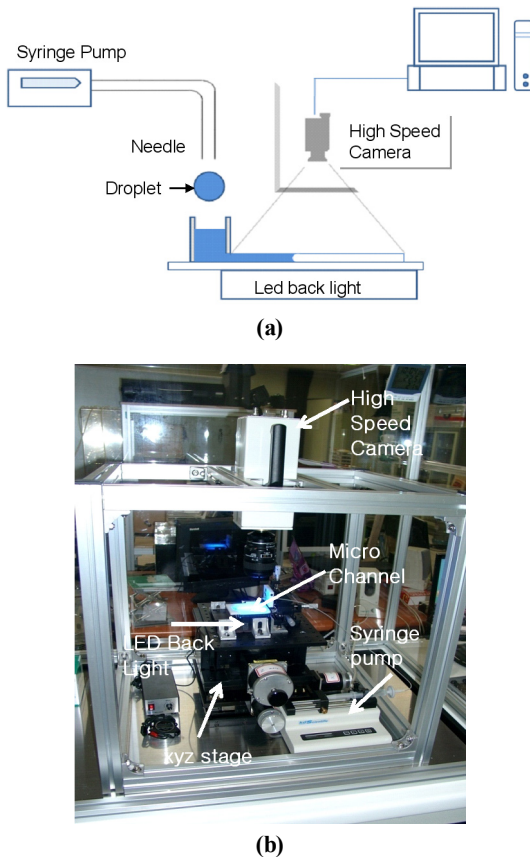 Syringe Pump
Needle
Droplet
High Speed
Camera
Led back light
(a)
High
Speed
Camera
Micro
Channel
LED Back
Light
Syringe
pump
xyz stage
(b)